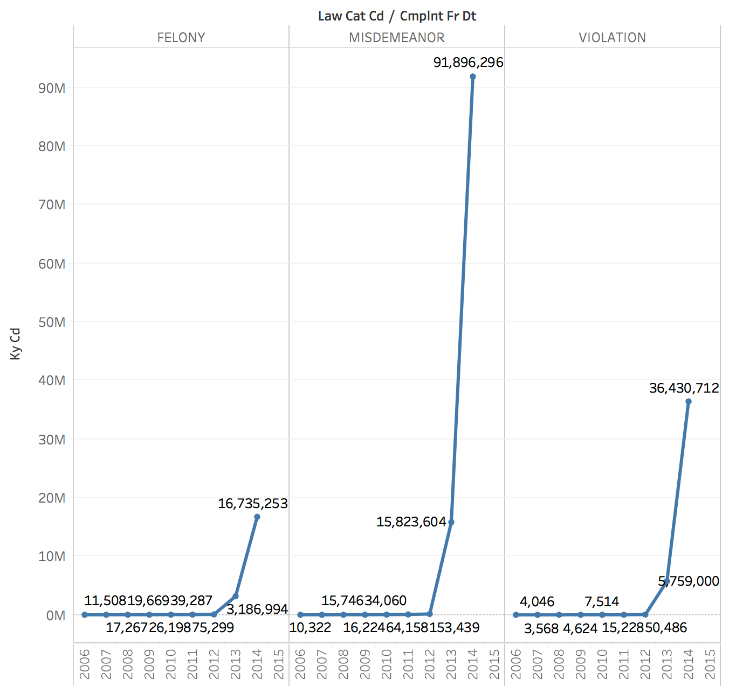 Law Cat Cd / Cmplnt Fr Dt
FELONY MISDEMEANOR VIOLATION
91,896,296
90M
80M
70M
60M
50M
40M
30M
20M
10M
0M
Ky Cd
36,430,712
16,735,253
15,823,604
5,759,000
3,186,994
11,508 19,669 39,287 15,746 34,060 4,046 7,514
17,267 26,198 75,299 10,322 16,224 64,158 153,439 3,568 4,624 15,228 50,486
2006 2007 2008 2009 2010 2011 2012 2013 2014 2015 2006 2007 2008 2009 2010 2011 2012 2013 2014 2015 2006 2007 2008 2009 2010 2011 2012 2013 2014 2015